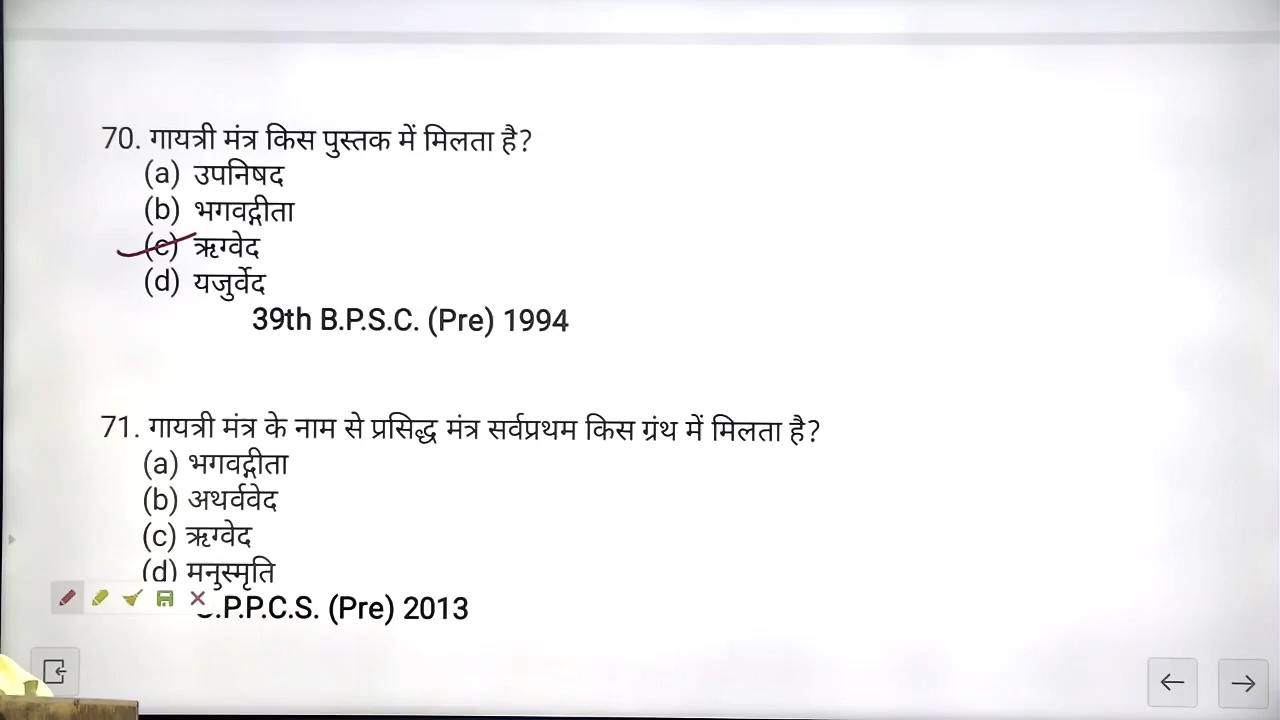 70. गायत्री मंत्र किस पुस्तक में मिलता है?
(a) उपनिषद
(b) भगवद्गीता
(c) ऋग्वेद
(d) यजुर्वेद
39th B.P.S.C. (Pre) 1994
71. गायत्री मंत्र के नाम से प्रसिद्ध मंत्र सर्वप्रथम किस ग्रंथ में मिलता है?
(a) भगवद्गीता
(b) अथर्ववेद
(c) ऋग्वेद
(d) मनुस्मृति
.P.P.C.S. (Pre) 2013